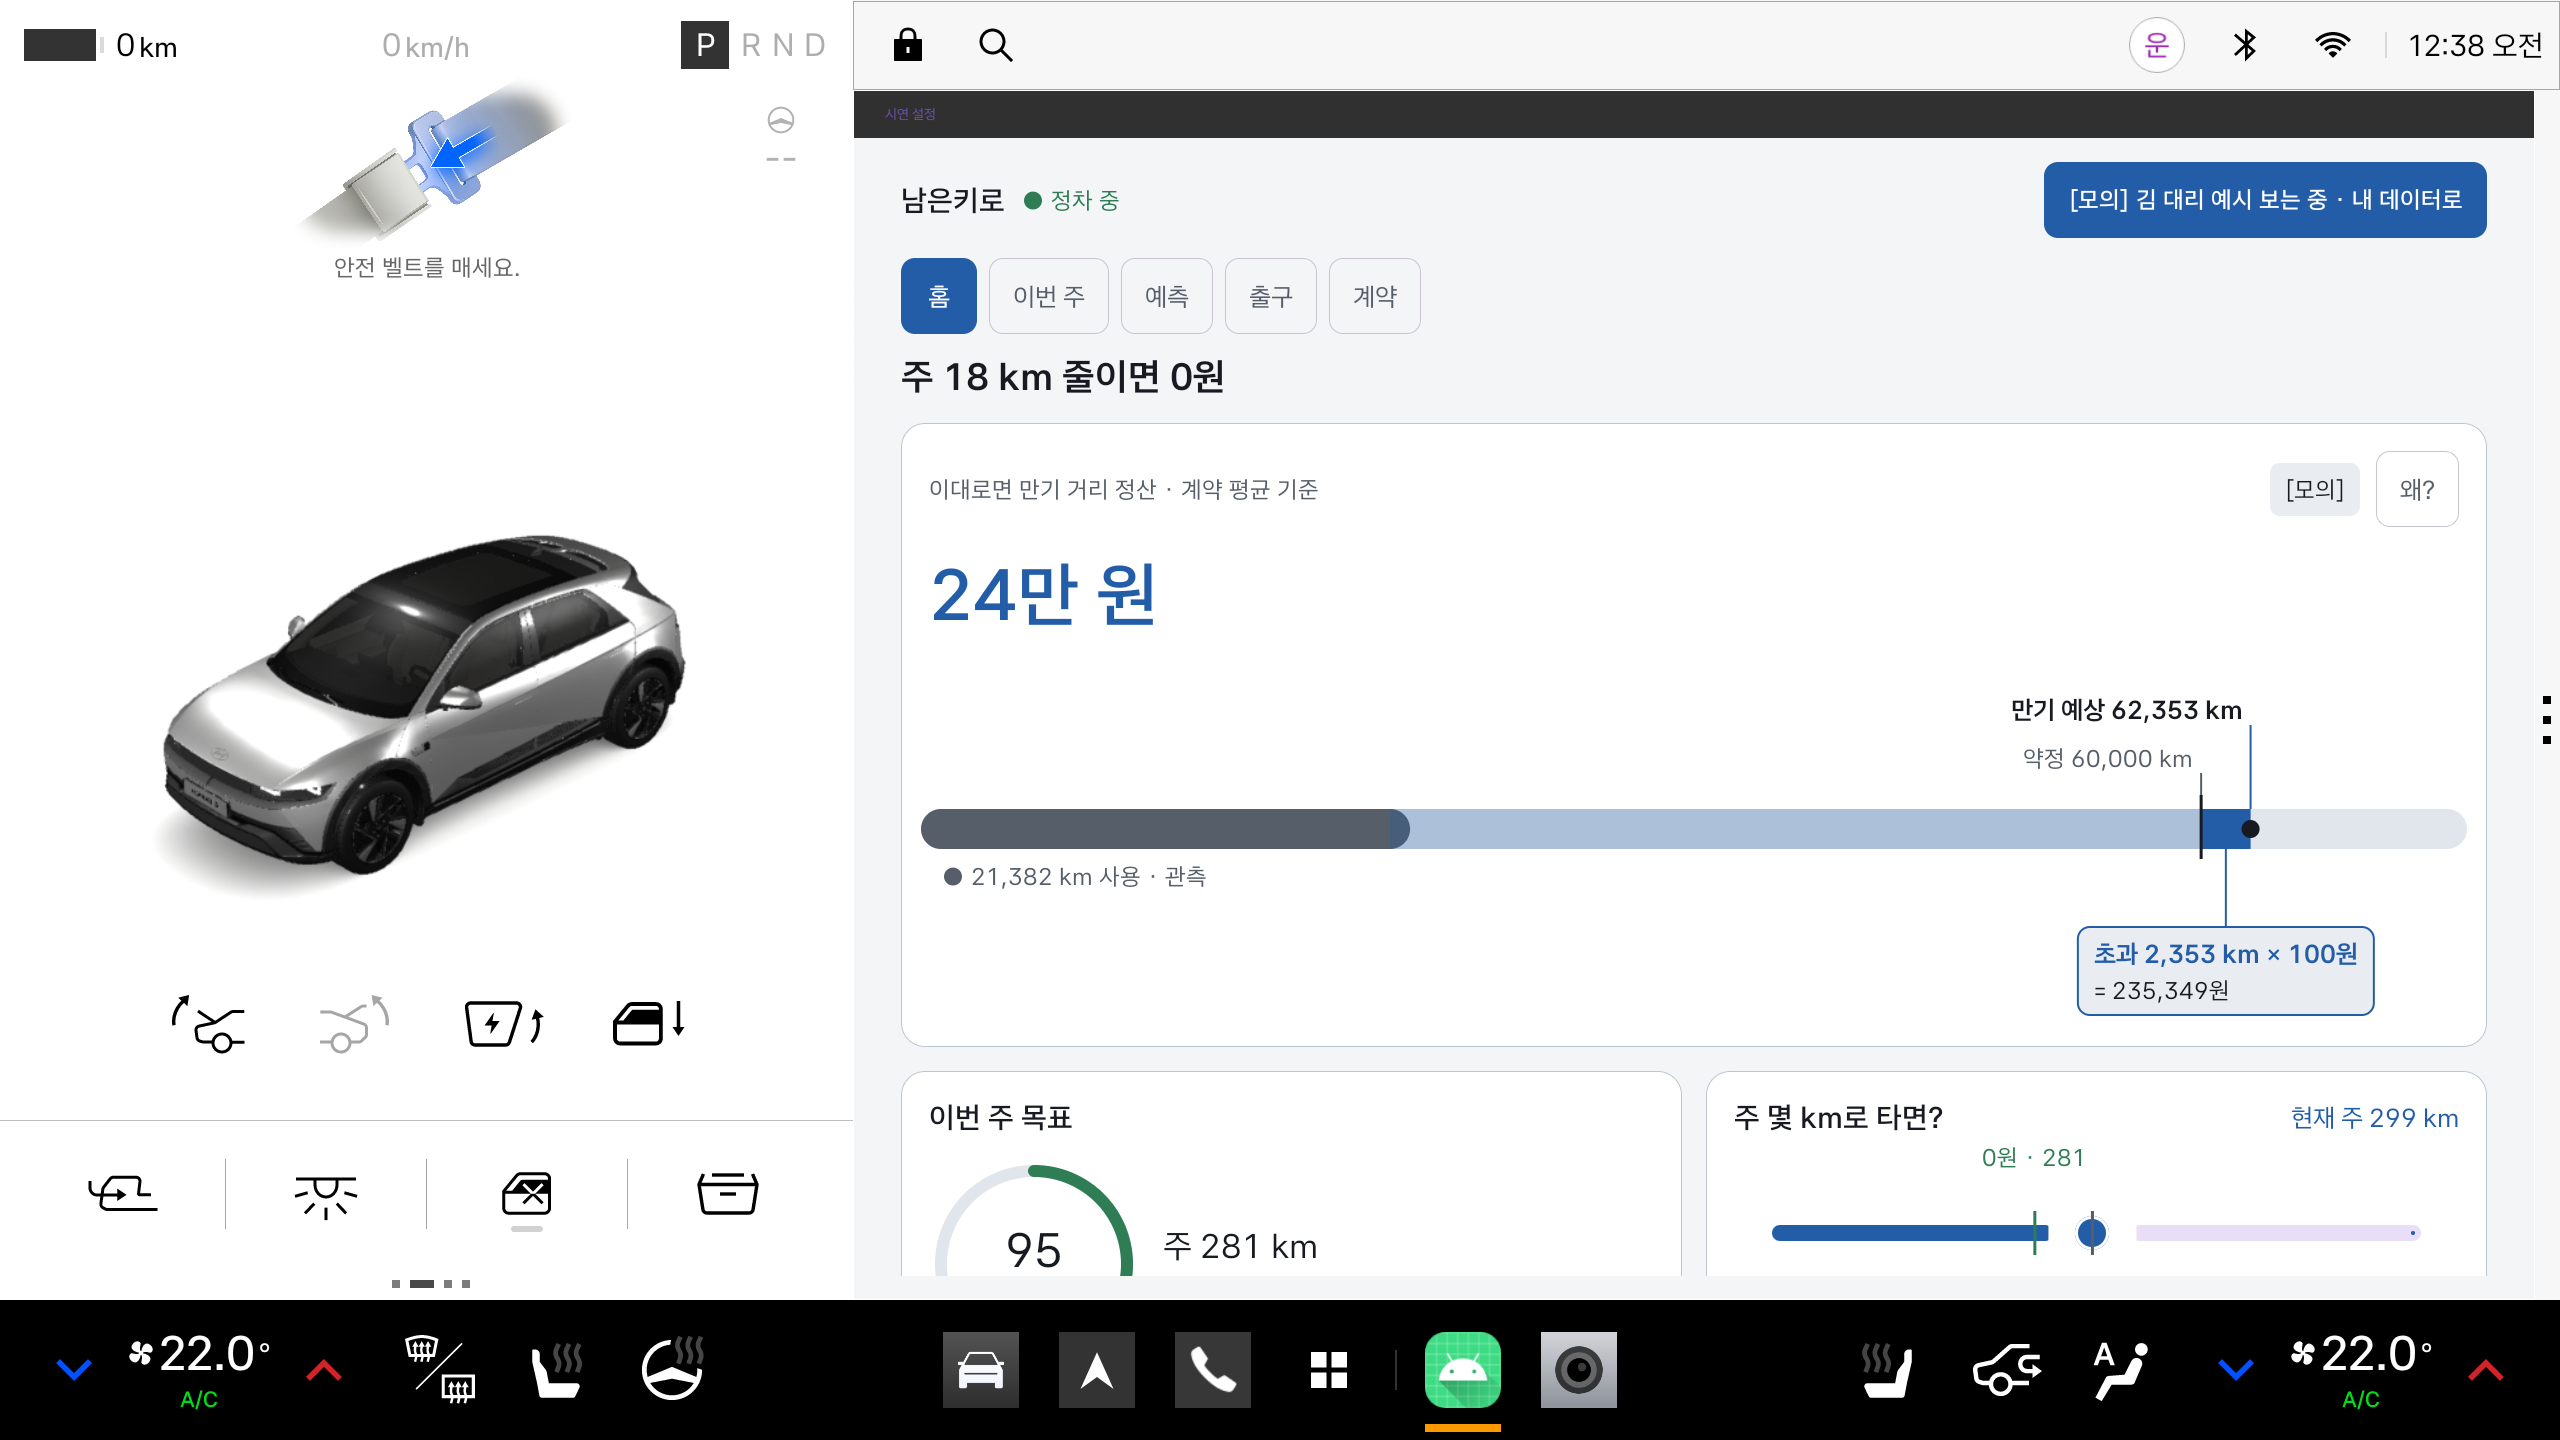 0 km
0 km/h
P R N D
안전 벨트를 매세요.
운
12:38 오전
시연 설정
남은키로
정차 중
[모의] 김 대리 예시 보는 중 · 내 데이터로
홈
이번 주
예측
출구
계약
주 18 km 줄이면 0원
이대로면 만기 거리 정산 · 계약 평균 기준
[모의]
왜?
24만 원
만기 예상 62,353 km
약정 60,000 km
21,382 km 사용 · 관측
초과 2,353 km × 100원
= 235,349원
이번 주 목표
95
주 281 km
주 몇 km로 타면?
현재 주 299 km
0원 · 281
22.0°
A/C
A
22.0°
A/C